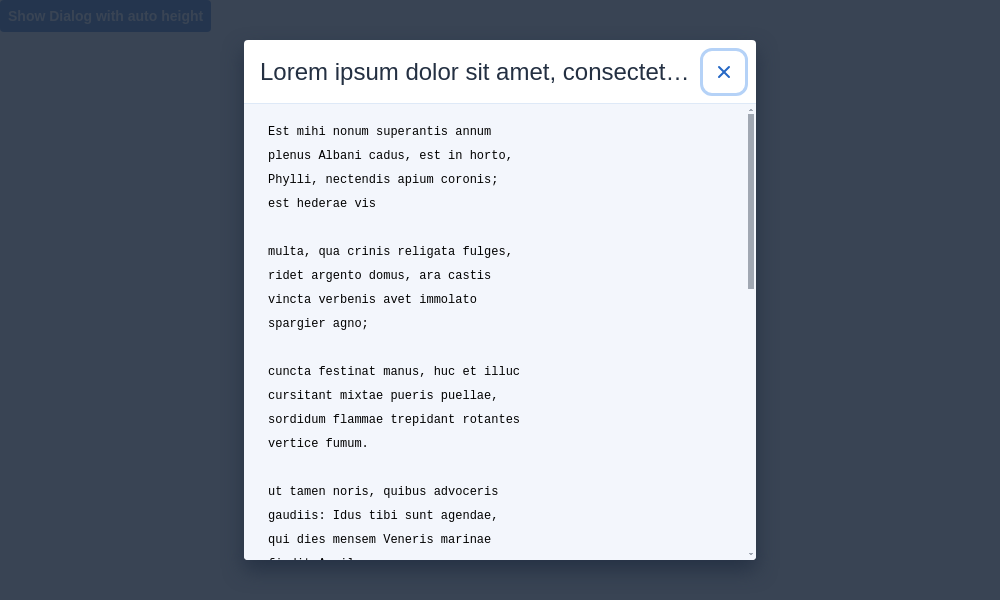 Show Dialog with auto height
Lorem ipsum dolor sit amet, consectet…
Est mihi nonum superantis annum
plenus Albani cadus, est in horto,
Phylli, nectendis apium coronis;
est hederae vis
multa, qua crinis religata fulges,
ridet argento domus, ara castis
vincta verbenis avet immolato
spargier agno;
cuncta festinat manus, huc et illuc
cursitant mixtae pueris puellae,
sordidum flammae trepidant rotantes
vertice fumum.
ut tamen noris, quibus advoceris
gaudiis: Idus tibi sunt agendae,
qui dies mensem Veneris marinae